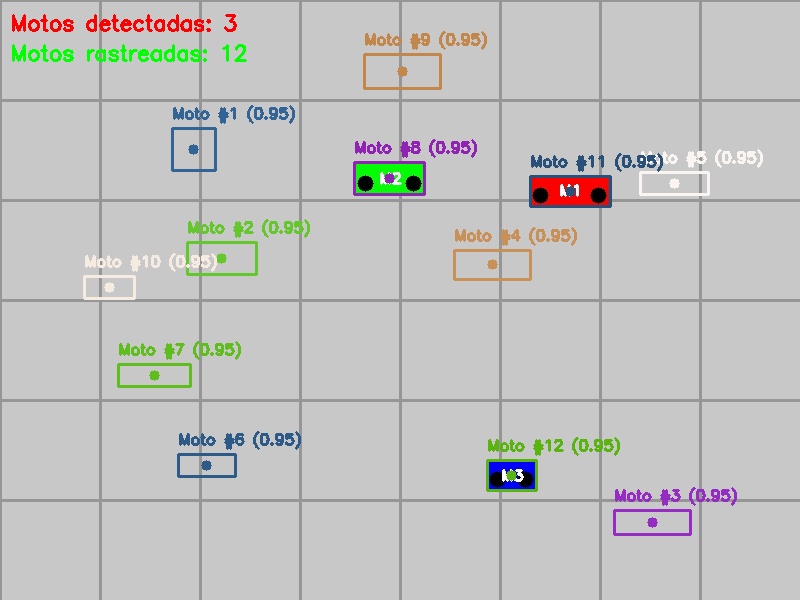 Motos detectadas: 3
Motos rastreadas: 12
Moto #9 (0.95)
Moto #1 (0.95)
Moto #8 (0.95)
Moto #11 (0.95)
Moto #5 (0.95)
M2
M1
Moto #2 (0.95)
Moto #4 (0.95)
Moto #10 (0.95)
Moto #7 (0.95)
Moto #6 (0.95)
Moto #12 (0.95)
M3
Moto #3 (0.95)